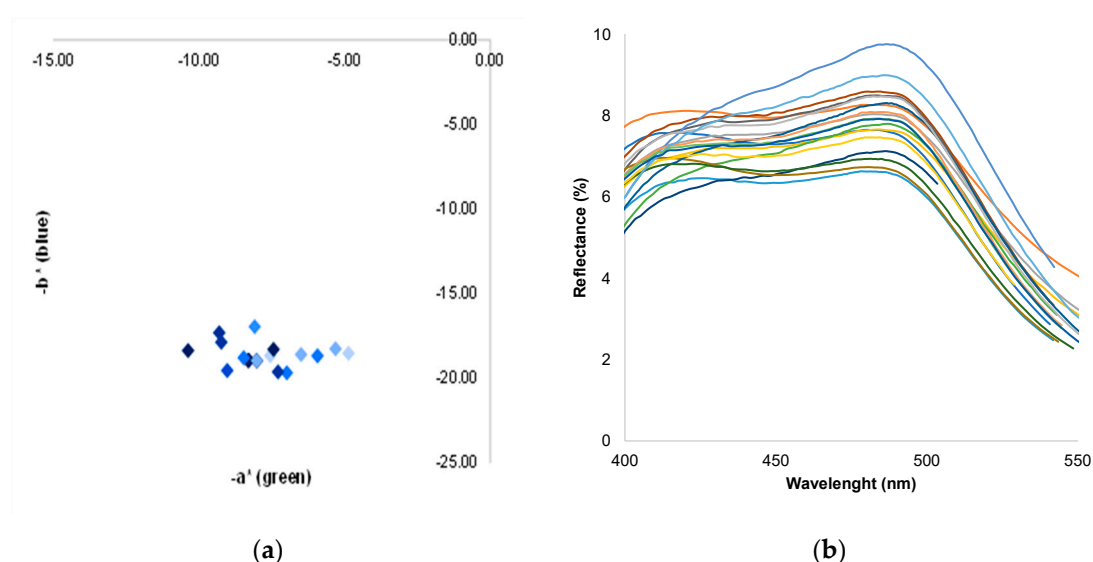 0.00
-15.00 -10.00 -5.00 0.00
-5.00
-10.00
-15.00
-20.00
-25.00
-b* (blue)
-a* (green)
(a)
10
8
6
4
2
0
Reflectance (%)
400 450 500 550
Wavelenght (nm)
(b)